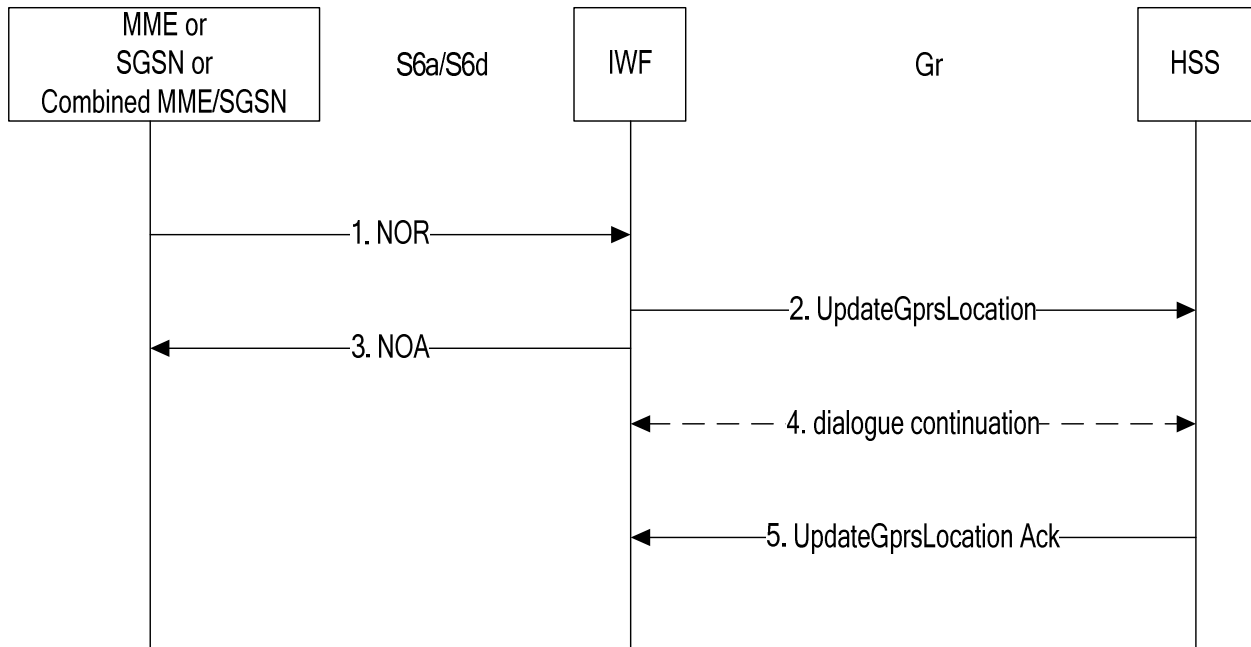 MME or
SGSN or
Combined MME/SGSN
S6a/S6d
IWF
Gr
HSS
1. NOR
2. UpdateGprsLocation
3. NOA
4. dialogue continuation
5. UpdateGprsLocation Ack